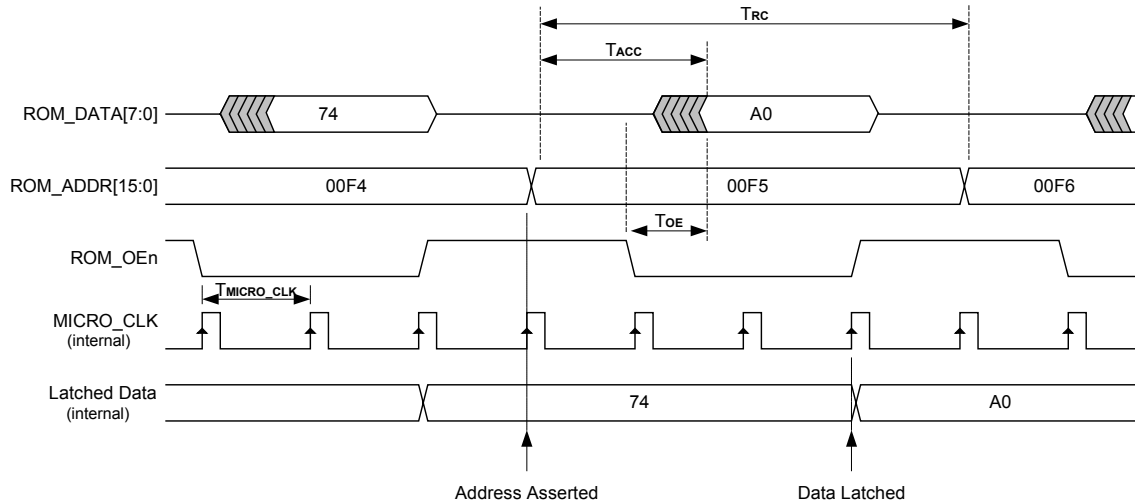 TRC
TACC
ROM_DATA[7:0]
74
A0
ROM_ADDR[15:0]
00F4
00F5
00F6
TOE
ROM_OEn
TMICRO_CLK
MICRO_CLK
(internal)
Latched Data
(internal)
74
A0
Address Asserted
Data Latched